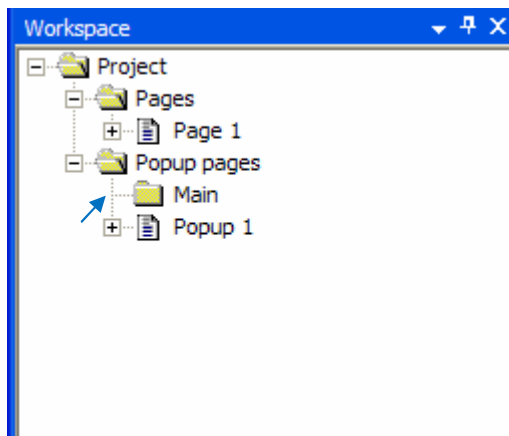 Workspace
Project
Pages
Page 1
Popup pages
Main
Popup 1